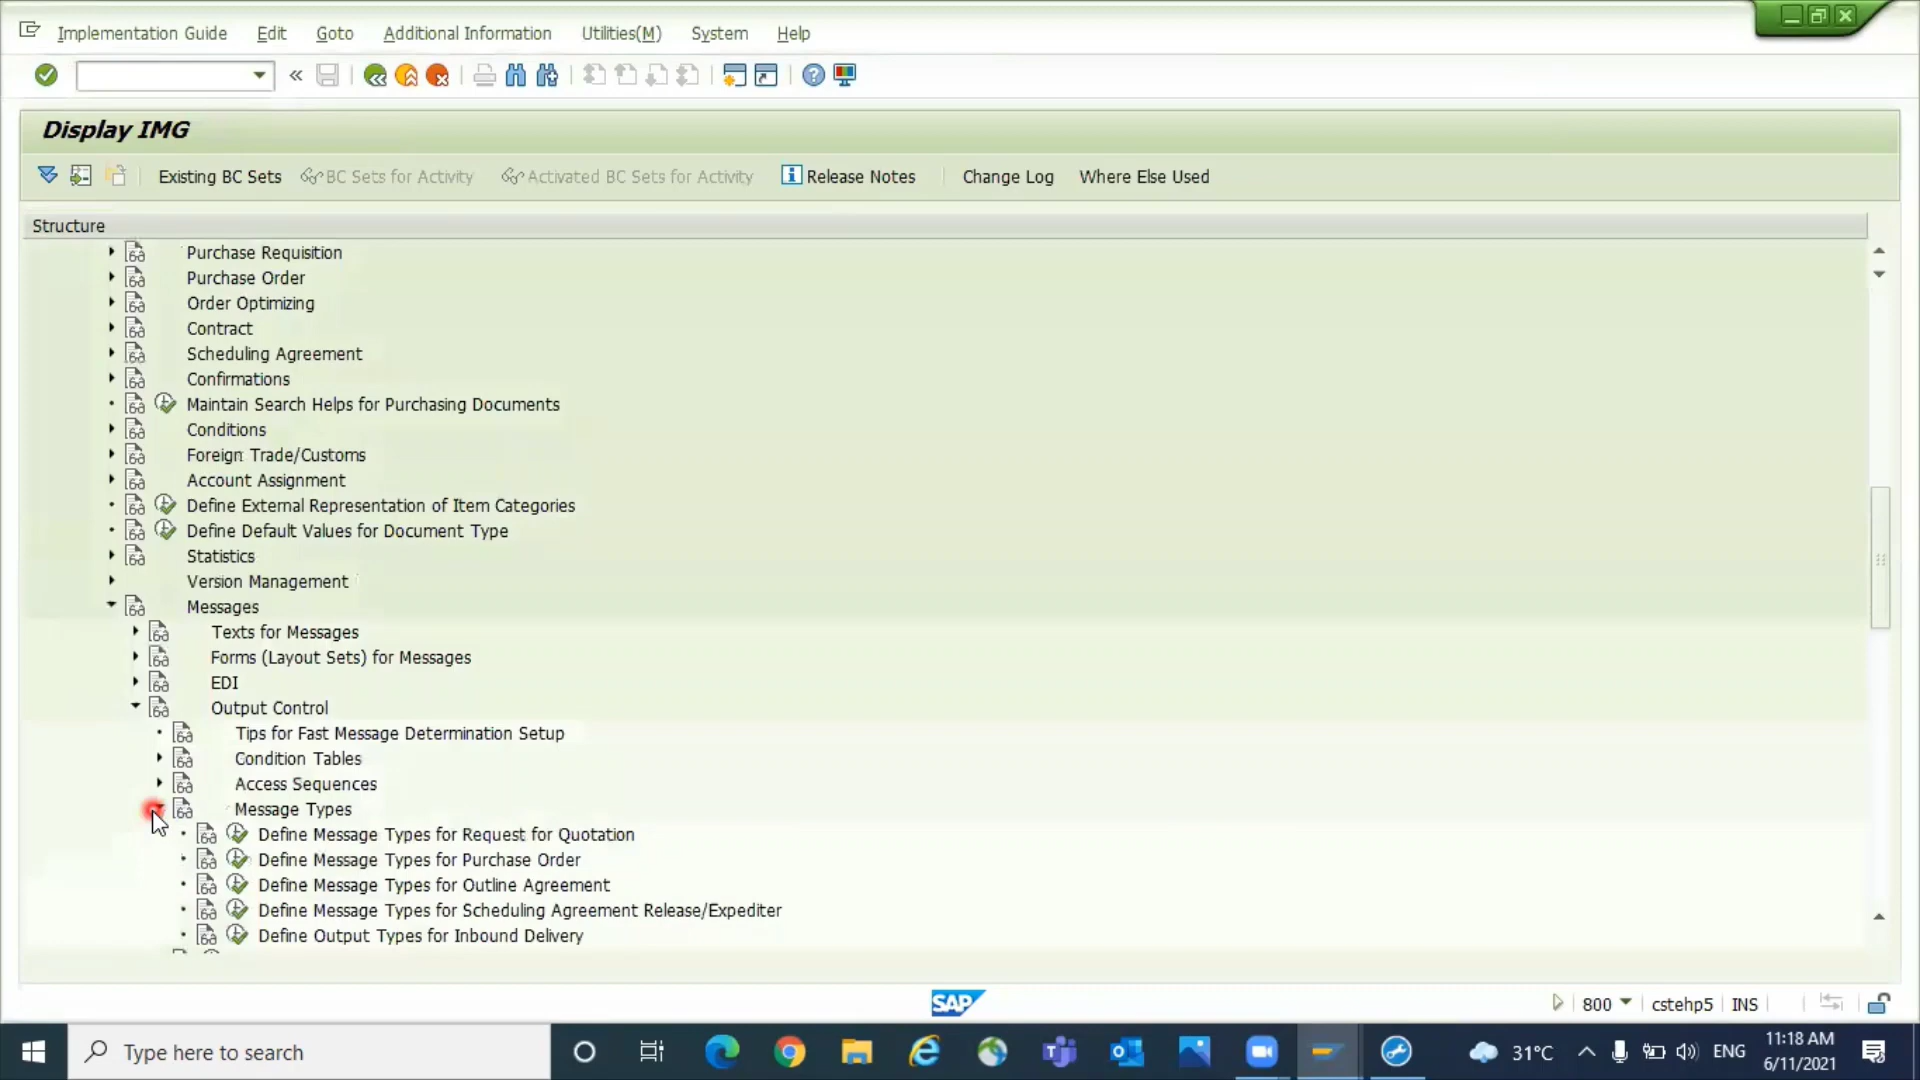 Implementation Guide Edit Goto Additional Information Utilities(M) System Help
Display IMG
Existing BC Sets BC Sets for Activity Activated BC Sets for Activity Release Notes Change Log Where Else Used
Structure
Purchase Requisition
Purchase Order
Order Optimizing
Contract
Scheduling Agreement
Confirmations
Maintain Search Helps for Purchasing Documents
Conditions
Foreign Trade/Customs
Account Assignment
Define External Representation of Item Categories
Define Default Values for Document Type
Statistics
Version Management
Messages
Texts for Messages
Forms (Layout Sets) for Messages
EDI
Output Control
Tips for Fast Message Determination Setup
Condition Tables
Access Sequences
Message Types
Define Message Types for Request for Quotation
Define Message Types for Purchase Order
Define Message Types for Outline Agreement
Define Message Types for Scheduling Agreement Release/Expediter
Define Output Types for Inbound Delivery
SAP 800 cstehp5 INS
Type here to search 31°C ENG 11:18 AM
6/11/2021